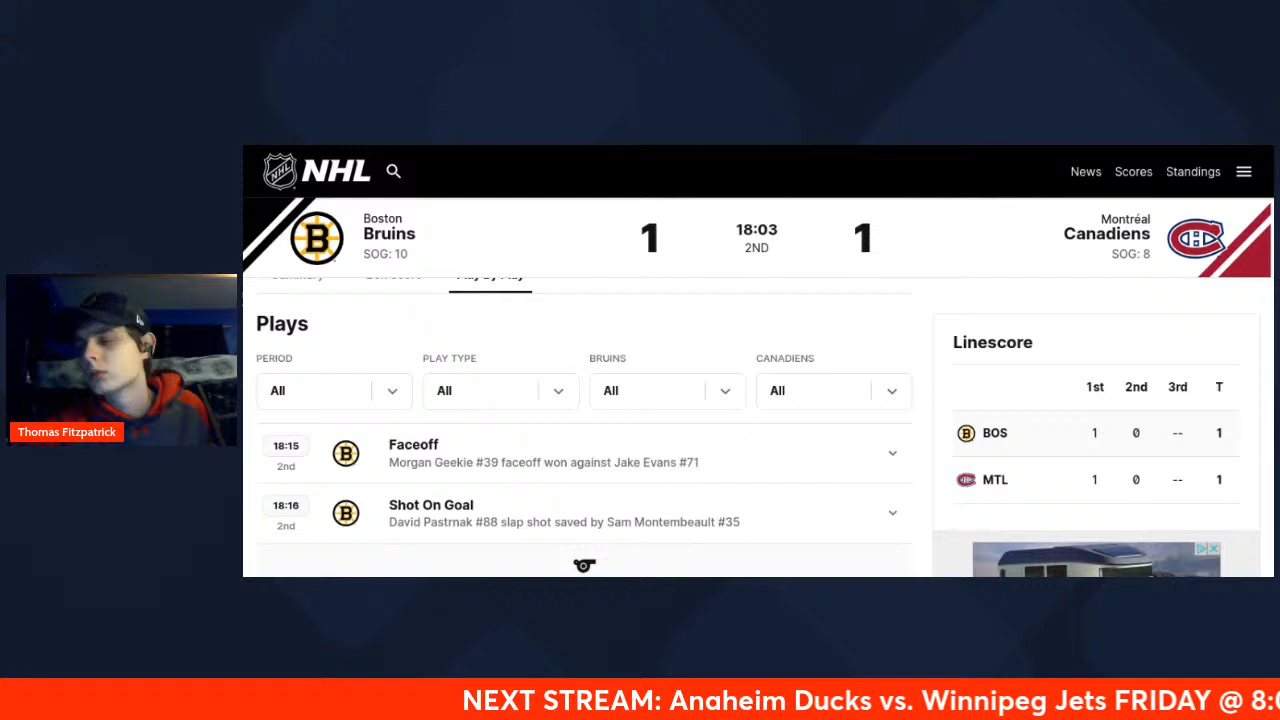 NHL
News Scores Standings
Boston
Bruins
SOG: 10
1
18:03
2ND
1
Montréal
Canadiens
SOG: 8
Plays
PERIOD PLAY TYPE BRUINS CANADIENS
All All All All
18:15
2nd
Faceoff
Morgan Geekie #39 faceoff won against Jake Evans #71
18:16
2nd
Shot On Goal
David Pastrnak #88 slap shot saved by Sam Montembeault #35
Linescore
1st 2nd 3rd T
BOS 1 0 -- 1
MTL 1 0 -- 1
Thomas Fitzpatrick
NEXT STREAM: Anaheim Ducks vs. Winnipeg Jets FRIDAY @ 8:0